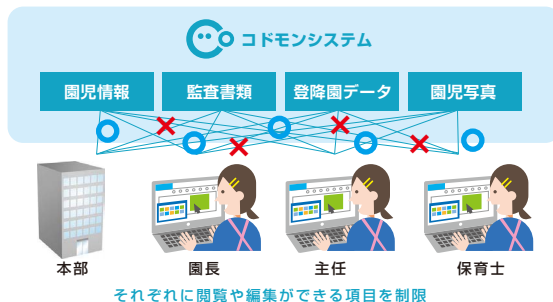 コドモンシステム
園児情報 監査書類 登降園データ 園児写真
本部 園長 主任 保育士
それぞれに閲覧や編集ができる項目を制限